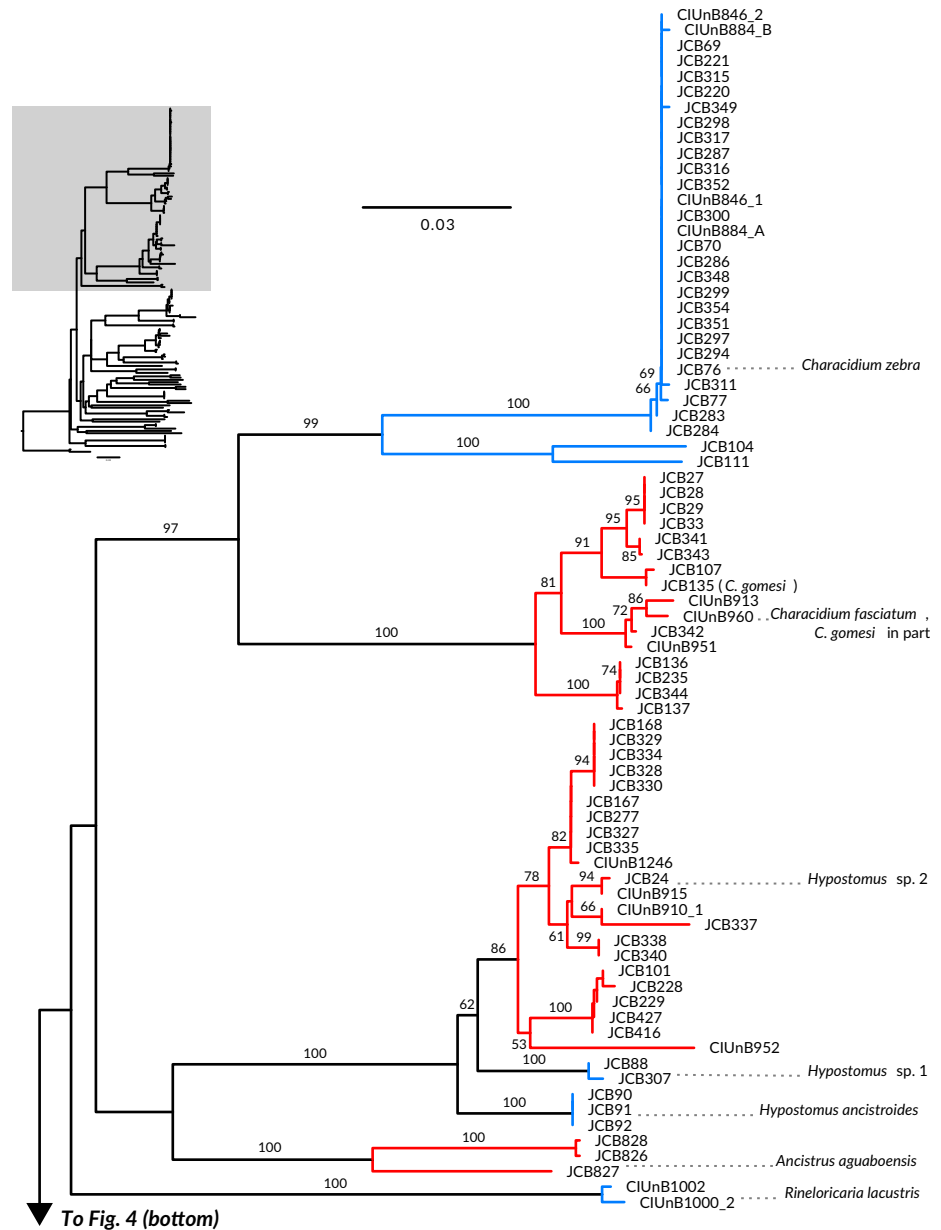 CIUnB846_2
CIUnB884_B
JCB69
JCB221
JCB315
JCB220
JCB349
JCB298
JCB317
JCB287
JCB316
JCB352
CIUnB846_1
JCB300
0.03
CIUnB884_A
JCB70
JCB286
JCB348
JCB299
JCB354
JCB351
JCB297
JCB294
69 JCB76 Characidium zebra
66 JCB311
JCB77
100 JCB283
99 JCB284
100 JCB104
JCB111
JCB27
95 JCB28
JCB29
97 95 JCB33
91 JCB341
85 JCB343
JCB107
81 JCB135 (C. gomesi )
86 CIUnB913
72 CIUnB960 Characidium fasciatum ,
100 100 JCB342 C. gomesi in part
CIUnB951
74 JCB136
JCB235
100 JCB344
JCB137
JCB168
JCB329
94 JCB334
JCB328
JCB330
JCB167
JCB277
JCB327
82 JCB335
CIUnB1246
78 94 JCB24 Hypostomus sp. 2
CIUnB915
66 CIUnB910_1
JCB337
61 99 JCB338
86 JCB340
JCB101
JCB228
62 100 JCB229
JCB427
JCB416
53 CIUnB952
100 100 JCB88 Hypostomus sp. 1
JCB307
JCB90
100 JCB91 Hypostomus ancistroides
JCB92
100 JCB828
100 JCB826
JCB827 Ancistrus aguaboensis
100 CIUnB1002
CIUnB1000_2 Rineloricaria lacustris
To Fig. 4 (bottom)